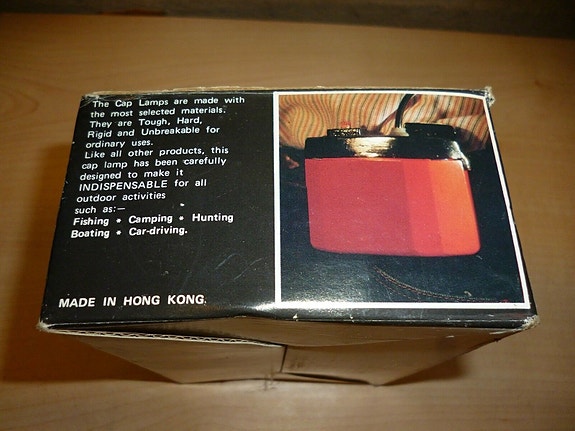 The Cap Lamps are made with
the most selected materials.
They are Tough, Hard,
Rigid and Unbreakable for
ordinary uses.
Like all other products, this
cap lamp has been carefully
designed to make it
INDISPENSABLE for all
outdoor activities
such as:—
Fishing * Camping * Hunting
Boating * Car-driving.
MADE IN HONG KONG.